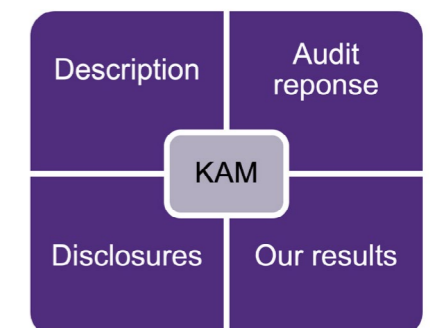 Description
Audit
reponse
KAM
Disclosures
Our results